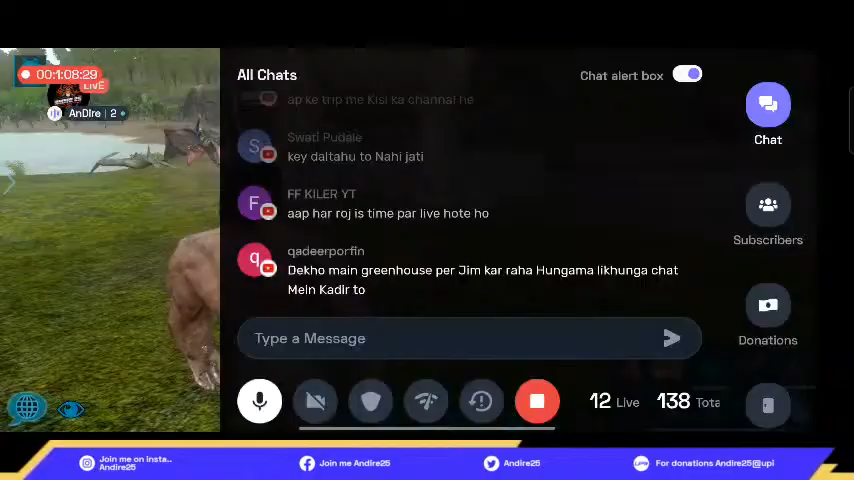 00:1:08:29
LIVE
AnDIre | 2
All Chats
Chat alert box
ap ke trip me Kisi ka channal he
Swati Pudale
key daltahu to Nahi jati
FF KILER YT
aap har roj is time par live hote ho
qadeerporfin
Dekho main greenhouse per Jim kar raha Hungama likhunga chat
Mein Kadir to
Type a Message
Chat
Subscribers
Donations
12 Live
138 Tota
Join me on insta..
Andire25
Join me Andire25
Andire25
For donations Andire25@upi